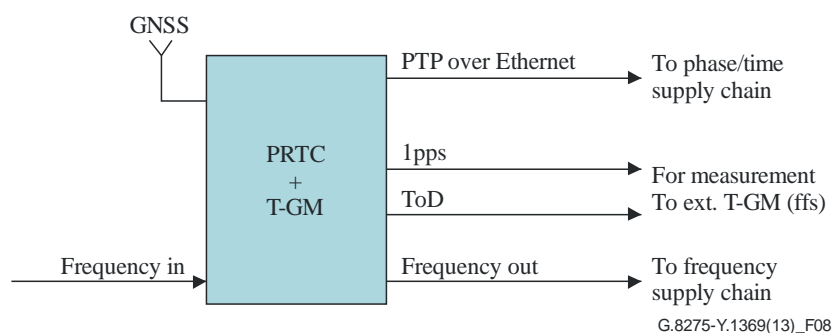 GNSS
PTP over Ethernet
To phase/time
supply chain
PRTC
+
T-GM
1pps
ToD
For measurement
To ext. T-GM (ffs)
Frequency in
Frequency out
To frequency
supply chain
G.8275-Y.1369(13)_F08